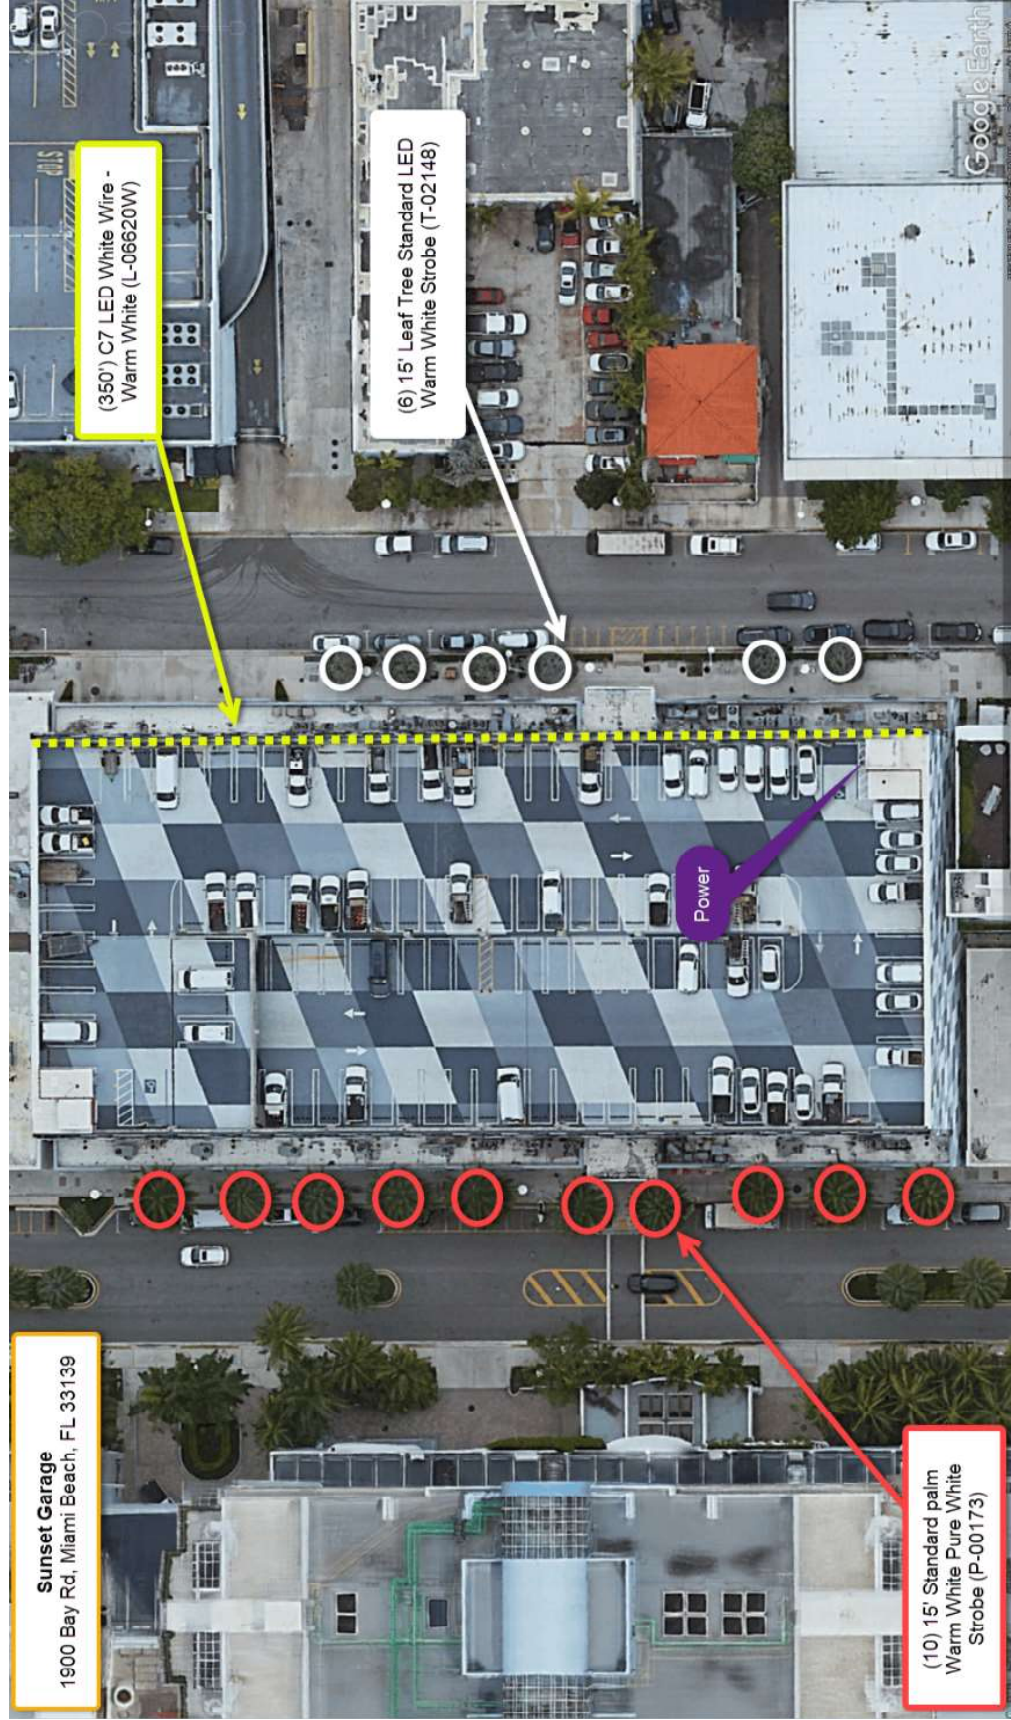 Sunset Garage
1900 Bay Rd, Miami Beach, FL 33139
(350') C7 LED White Wire -
Warm White (L-06620W)
(6) 15' Leaf Tree Standard LED
Warm White Strobe (T-02148)
Power
(10) 15' Standard palm
Warm White Pure White
Strobe (P-00173)
STOP
Google Earth